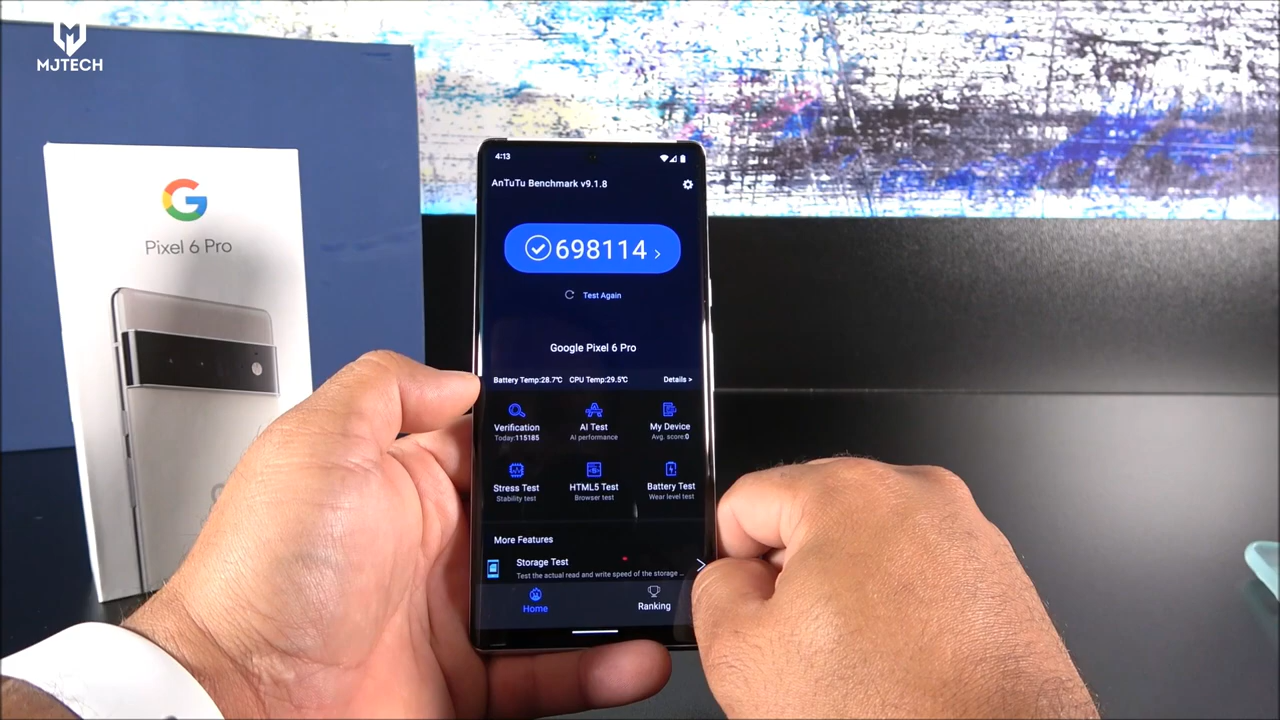 MJTECH
G
Pixel 6 Pro
4:13
AnTuTu Benchmark v9.1.8
698114 >
Test Again
Google Pixel 6 Pro
Battery Temp:28.7℃ CPU Temp:29.5℃ Details >
Verification AI Test My Device
Today:115185 AI performance Avg. score:0
Stress Test HTML5 Test Battery Test
Stability test Browser test Wear level test
More Features
Storage Test
Test the actual read and write speed of the storage ...
Home Ranking